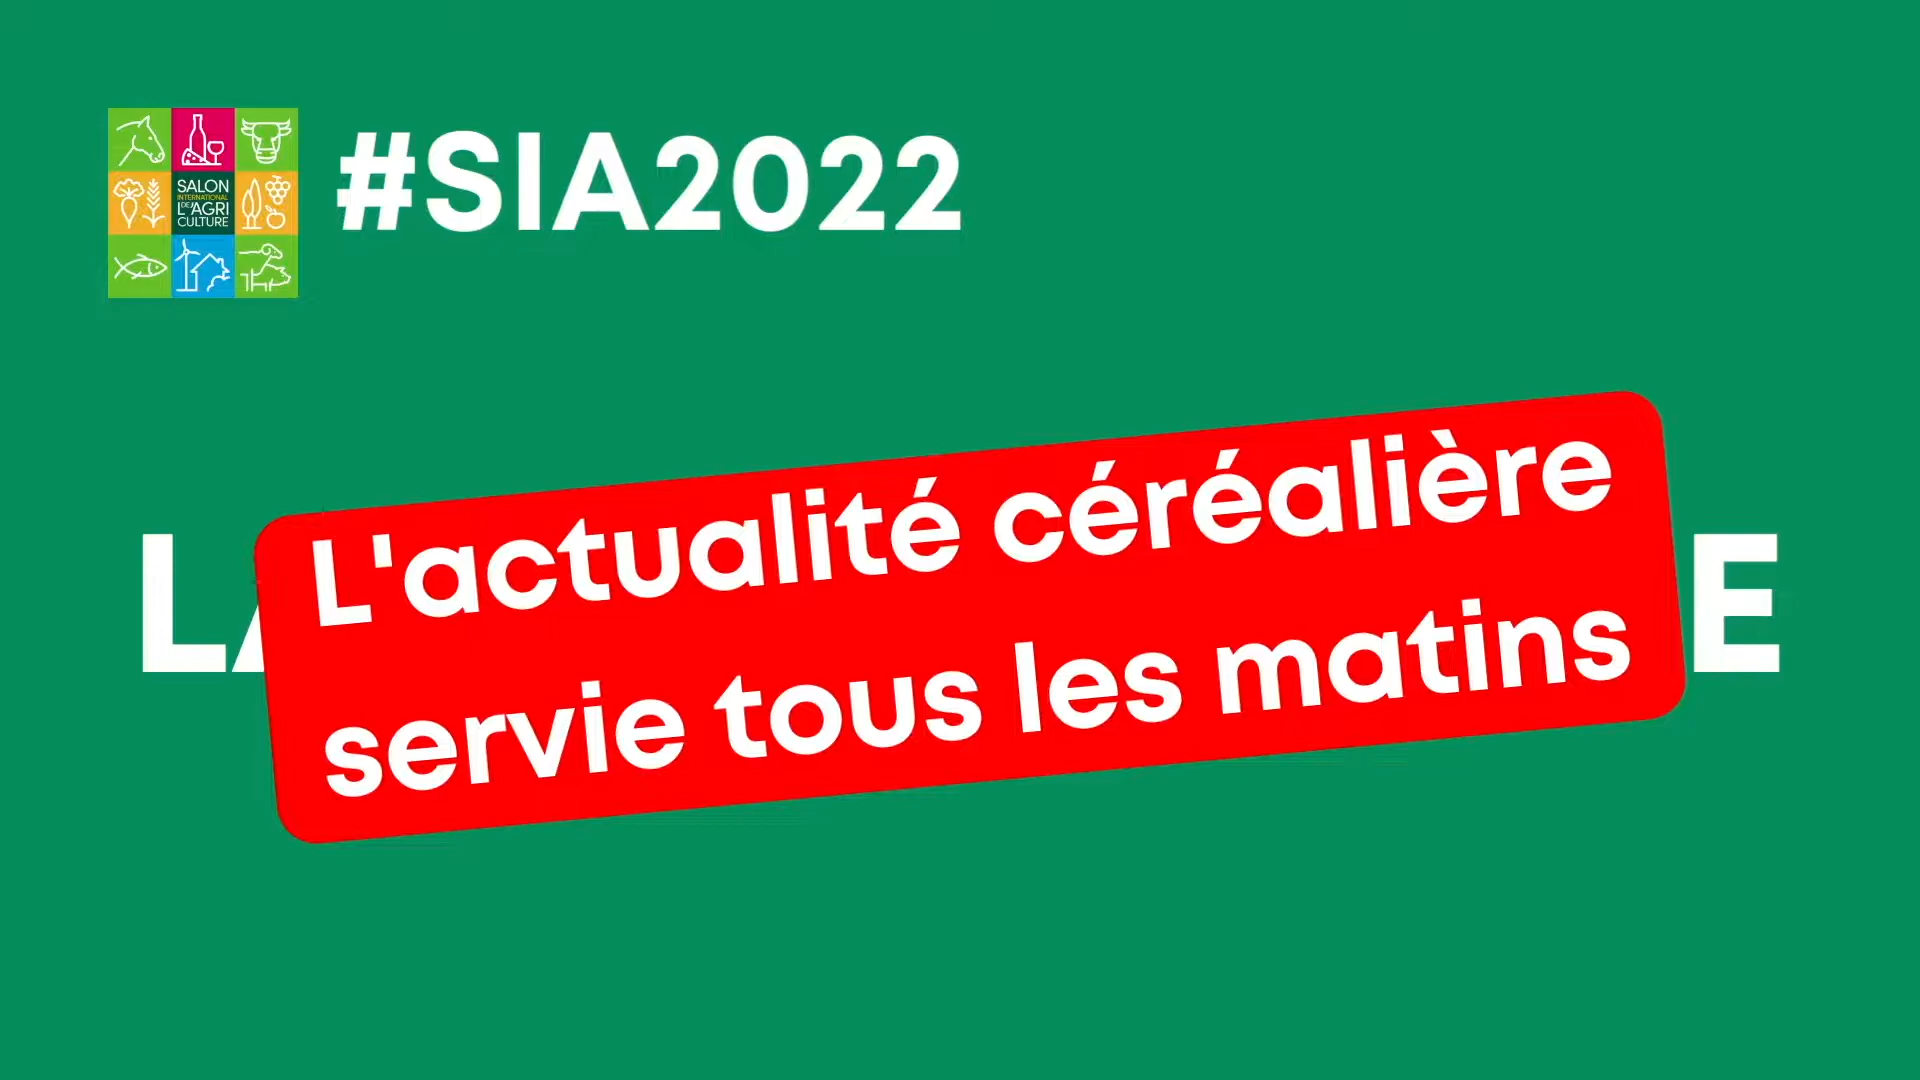 #SIA2022
SALON
INTERNATIONAL
DE L'AGRI
CULTURE
L'actualité céréalière
servie tous les matins